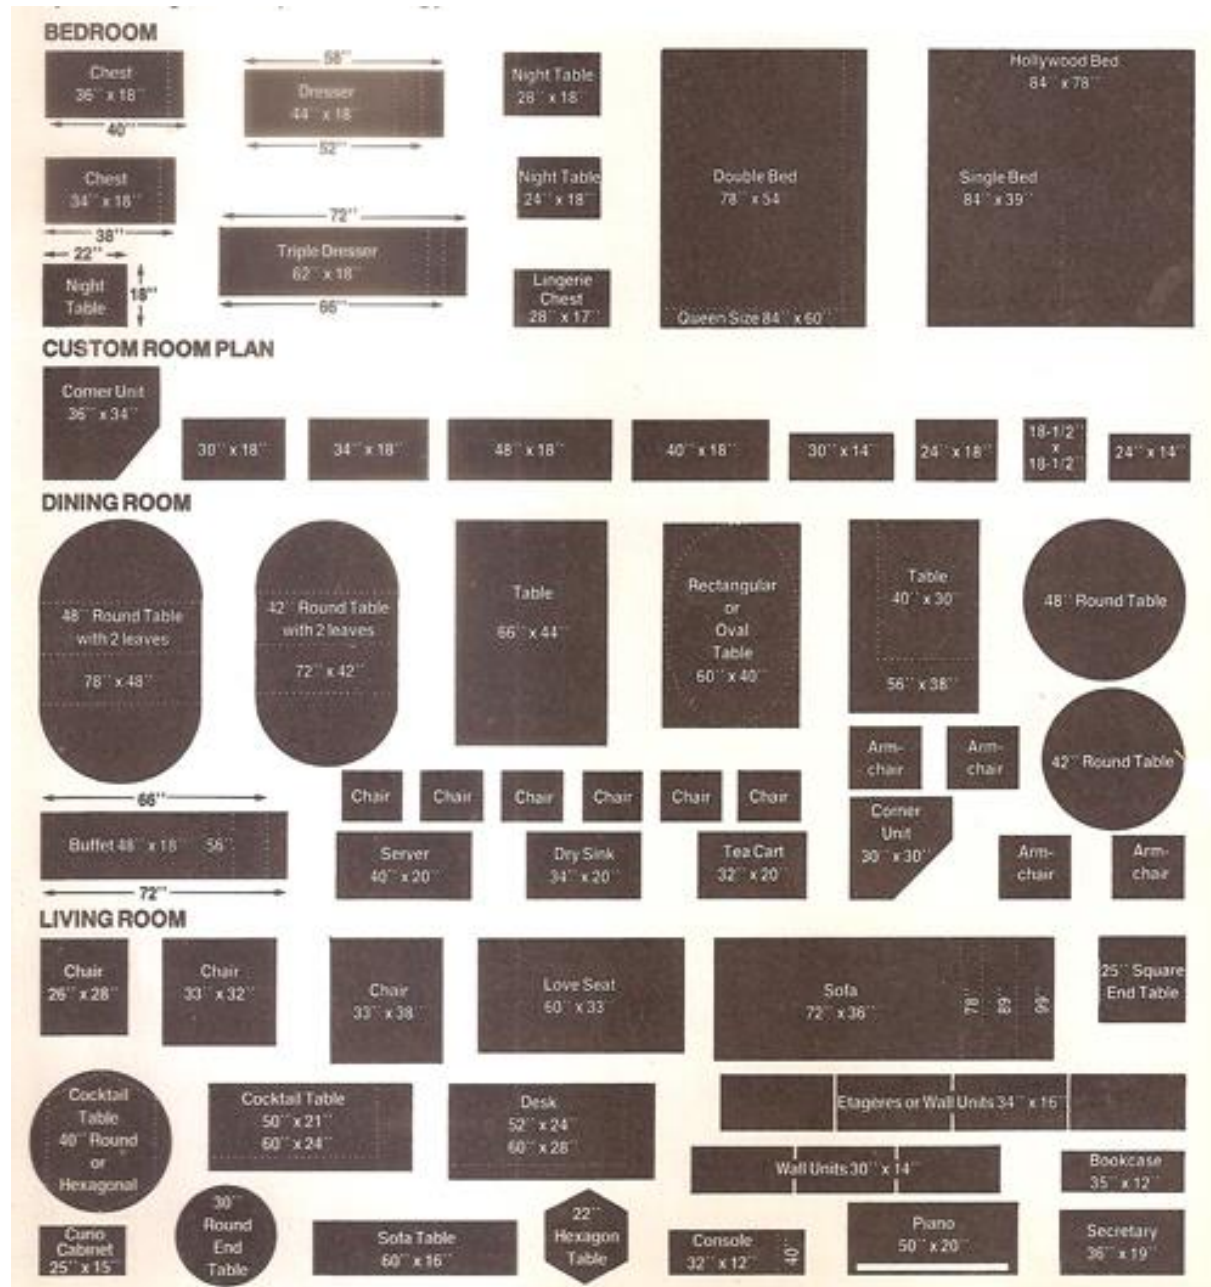 BEDROOM
Chest
36" x 18"
40"
58"
Dresser
44" x 18
52"
Night Table
28" x 18
Hollywood Bed
84" x 78"
Chest
34" x 18"
38"
Night Table
24" x 18"
Double Bed
78" x 54
Single Bed
84" x 39"
72"
Triple Dresser
62" x 18"
66"
22"
Night
Table
18"
Lingerie
Chest
28" x 17"
Queen Size 84" x 60"
CUSTOM ROOM PLAN
Corner Unit
36" x 34"
30" x 18"
34" x 18"
48" x 18"
40" x 18"
30" x 14"
24" x 18"
18-1/2"
x
18-1/2"
24" x 14"
DINING ROOM
48" Round Table
with 2 leaves
78" x 48"
42" Round Table
with 2 leaves
72" x 42"
Table
66" x 44"
Rectangular
or
Oval
Table
60" x 40"
Table
40" x 30"
56" x 38"
48" Round Table
Arm-
chair
Arm-
chair
42" Round Table
66"
Chair
Chair
Chair
Chair
Chair
Chair
Buffet 48" x 18 56"
72"
Server
40" x 20"
Dry Sink
34" x 20"
Tea Cart
32" x 20"
Corner
Unit
30" x 30"
Arm-
chair
Arm-
chair
LIVING ROOM
Chair
26" x 28"
Chair
33" x 32"
Chair
33" x 38"
Love Seat
60" x 33
Sofa
72" x 36"
78"
89"
99"
25" Square
End Table
Cocktail
Table
40" Round
or
Hexagonal
Cocktail Table
50" x 21"
60" x 24"
Desk
52" x 24"
60" x 28"
Etageres or Wall Units 34" x 16"
Wall Units 30" x 14"
Bookcase
35" x 12"
Curio
Cabinet
25" x 15"
30"
Round
End
Table
Sofa Table
60" x 16"
22"
Hexagon
Table
Console
32" x 12"
40"
Piano
50" x 20"
Secretary
36" x 19"